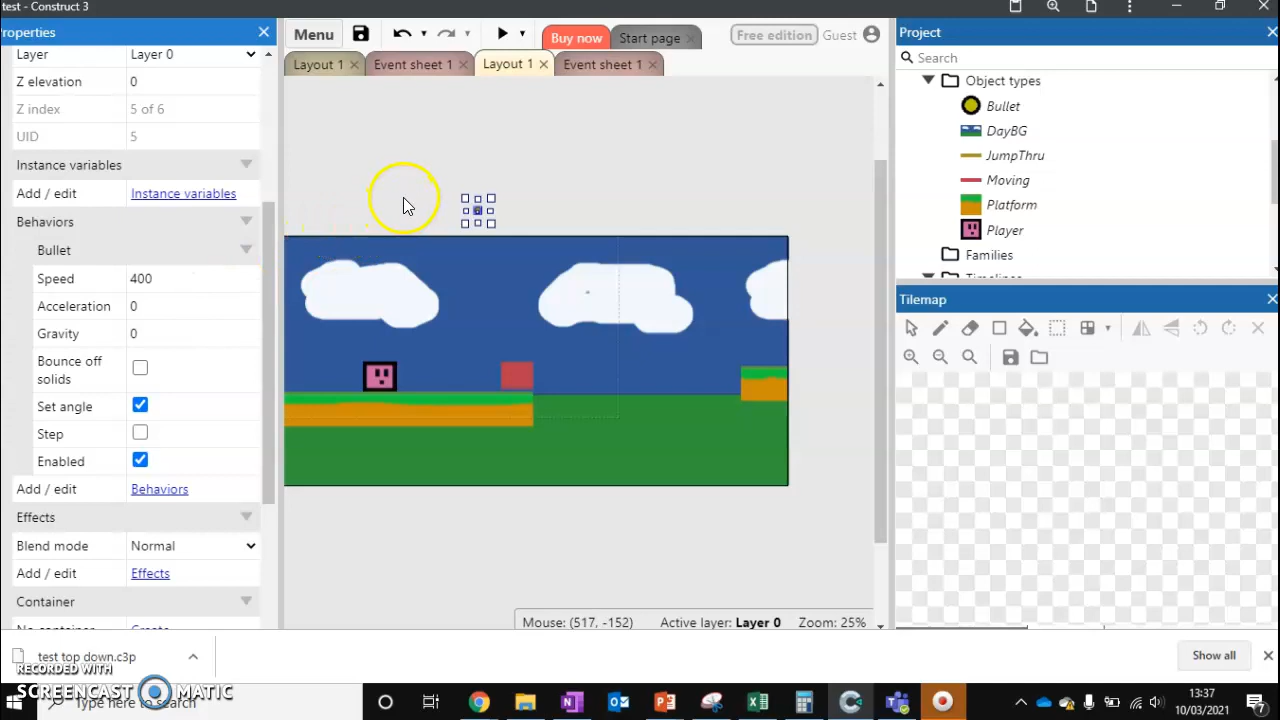 test - Construct 3
roperties
Layer Layer 0
Z elevation 0
Z index 5 of 6
UID 5
Instance variables
Add / edit Instance variables
Behaviors
Bullet
Speed 400
Acceleration 0
Gravity 0
Bounce off
solids
Set angle
Step
Enabled
Add / edit Behaviors
Effects
Blend mode Normal
Add / edit Effects
Container
Menu
Buy now
Start page
Free edition
Guest
Layout 1
Event sheet 1
Layout 1
Event sheet 1
Mouse: (517, -152) Active layer: Layer 0 Zoom: 25%
Project
Search
Object types
Bullet
DayBG
JumpThru
Moving
Platform
Player
Families
Timelines
Tilemap
test top down.c3p
Show all
RECORDED WITH
SCREENCAST MATIC
Type here to search
13:37
10/03/2021